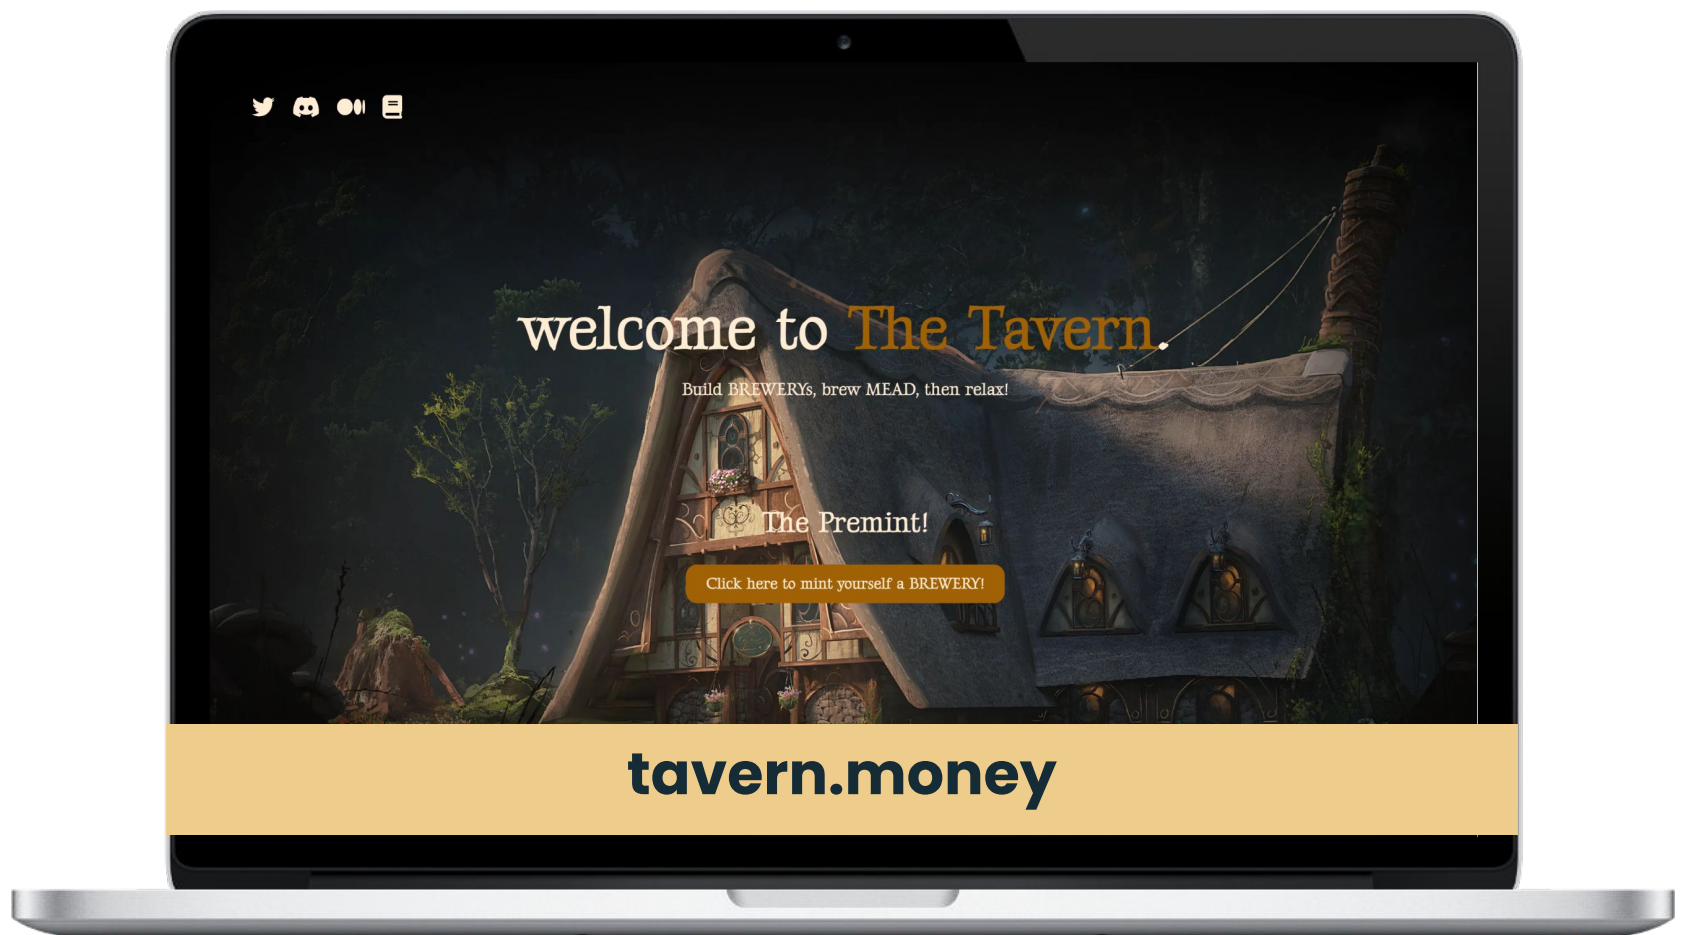 welcome to The Tavern.
Build BREWERYs, brew MEAD, then relax!
The Premint!
Click here to mint yourself a BREWERY!
tavern.money